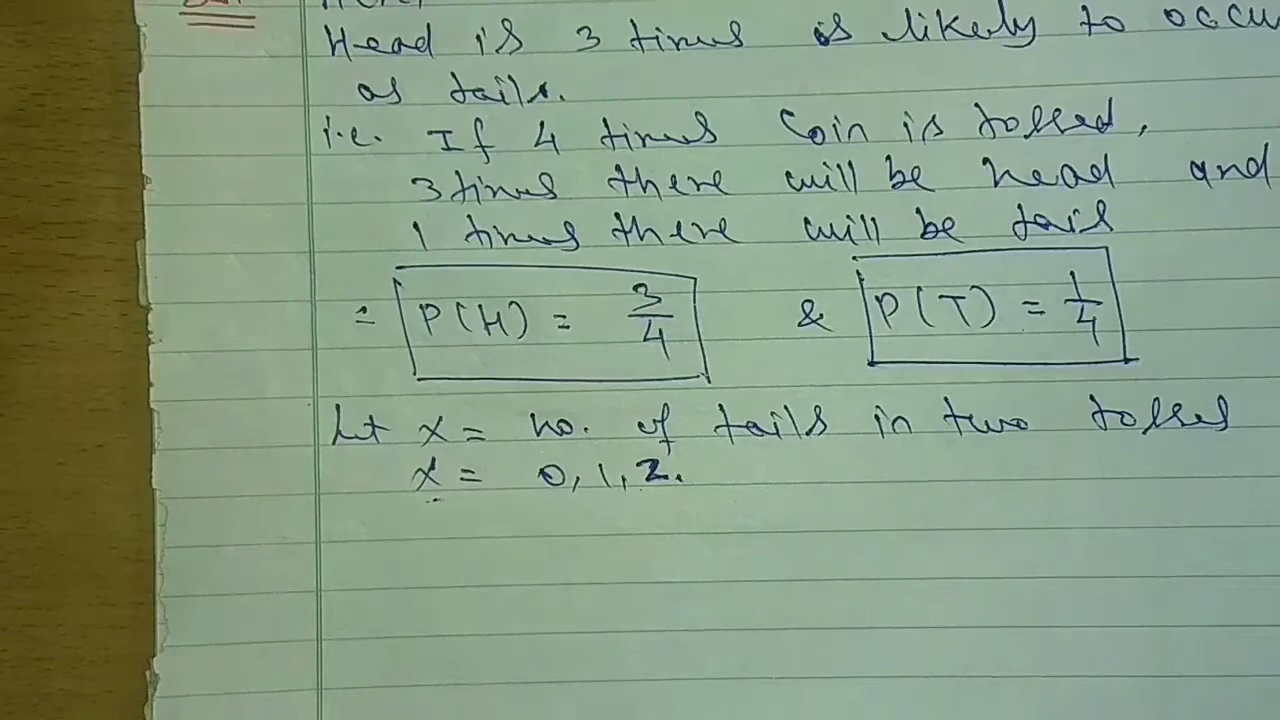 Head is 3 times as likely to occu
as tails.
i.e. If 4 times Coin is tossed,
3 times there will be head and
1 times there will be tail
= P(H) = 3/4 & P(T) = 1/4
Let X = no. of tails in two tosses
X = 0, 1, 2.